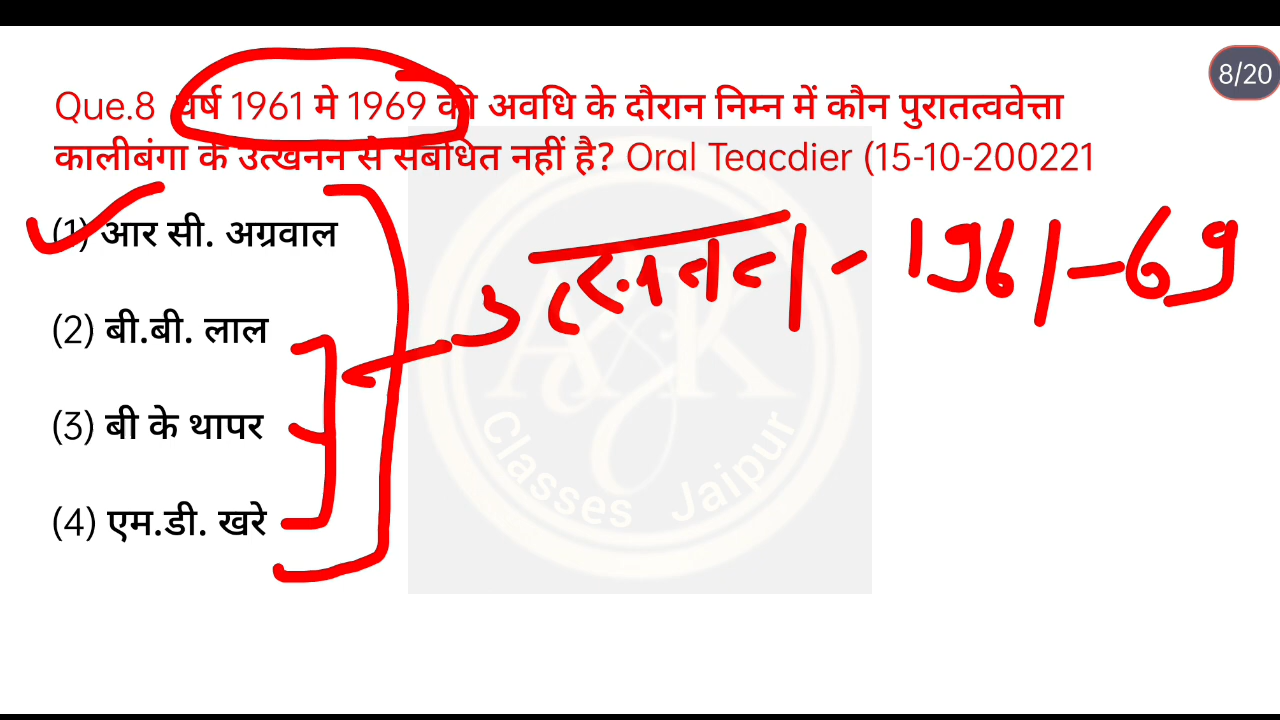 8/20
Que.8 वर्ष 1961 मे 1969 की अवधि के दौरान निम्न में कौन पुरातत्ववेत्ता
कालीबंगा के उत्खनन से संबंधित नहीं है? Oral Teacdier (15-10-200221
(1) आर सी. अग्रवाल
उत्खनन - 1961-69
(2) बी.बी. लाल
(3) बी के थापर
(4) एम.डी. खरे
A K
Classes Jaipur